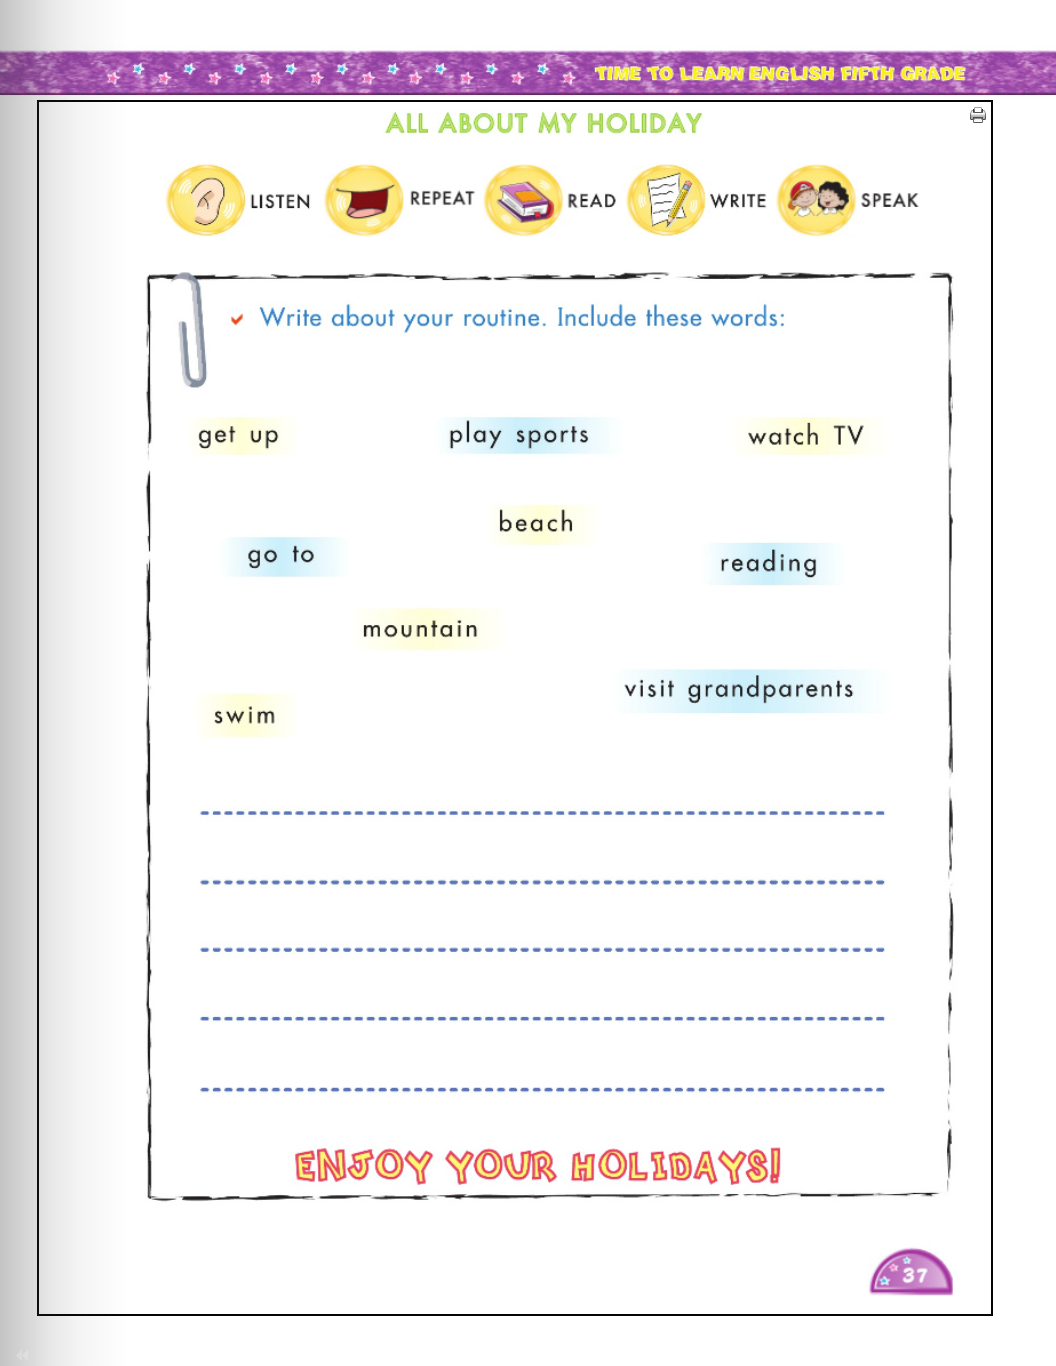 TIME TO LEARN ENGLISH FIFTH GRADE
ALL ABOUT MY HOLIDAY
LISTEN REPEAT READ WRITE SPEAK
Write about your routine. Include these words:
get up play sports watch TV
beach
go to reading
mountain
visit grandparents
swim
ENJOY YOUR HOLIDAYS!
37